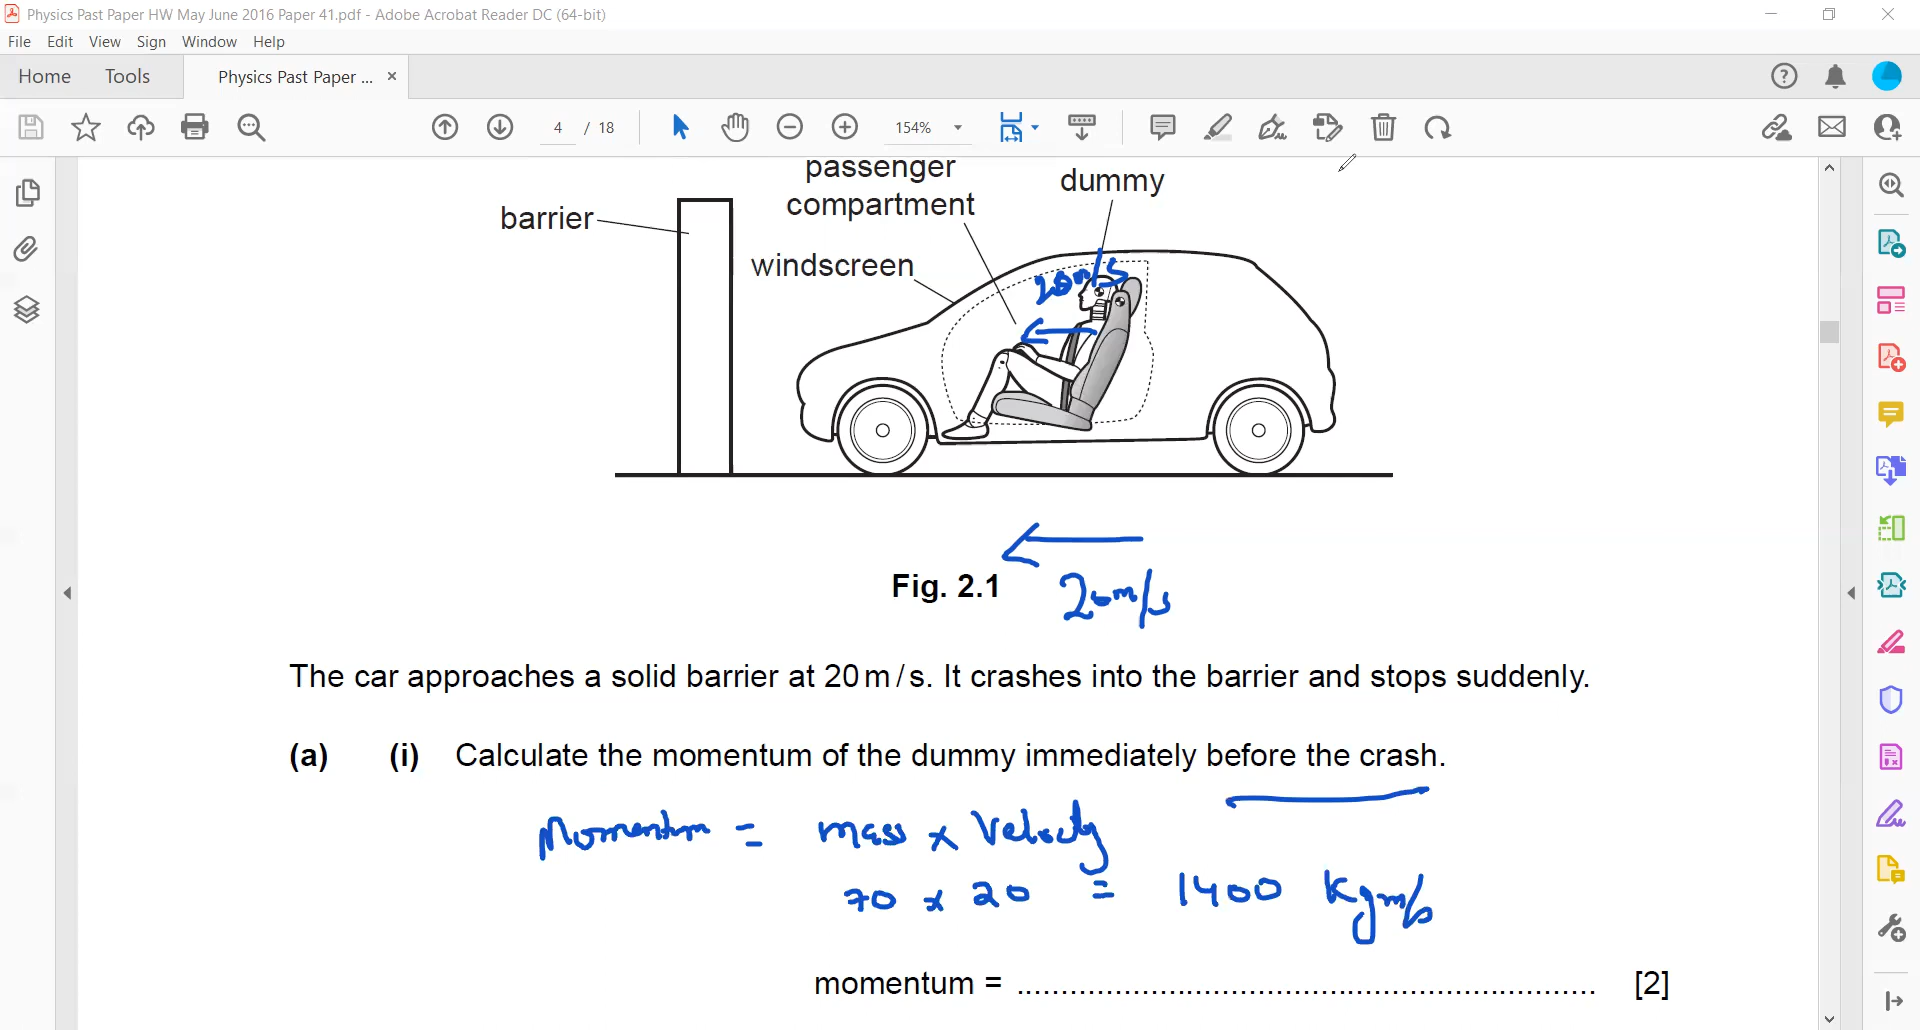 Physics Past Paper HW May June 2016 Paper 41.pdf - Adobe Acrobat Reader DC (64-bit)
File Edit View Sign Window Help
Home Tools Physics Past Paper ... ×
4 / 18 154%
passenger
compartment
dummy
barrier
windscreen
20m/s
Fig. 2.1
20m/s
The car approaches a solid barrier at 20 m / s. It crashes into the barrier and stops suddenly.
(a) (i) Calculate the momentum of the dummy immediately before the crash.
Momentum = mass x Velocity
70 x 20 = 1400 Kgm/s
momentum = ................................................................. [2]